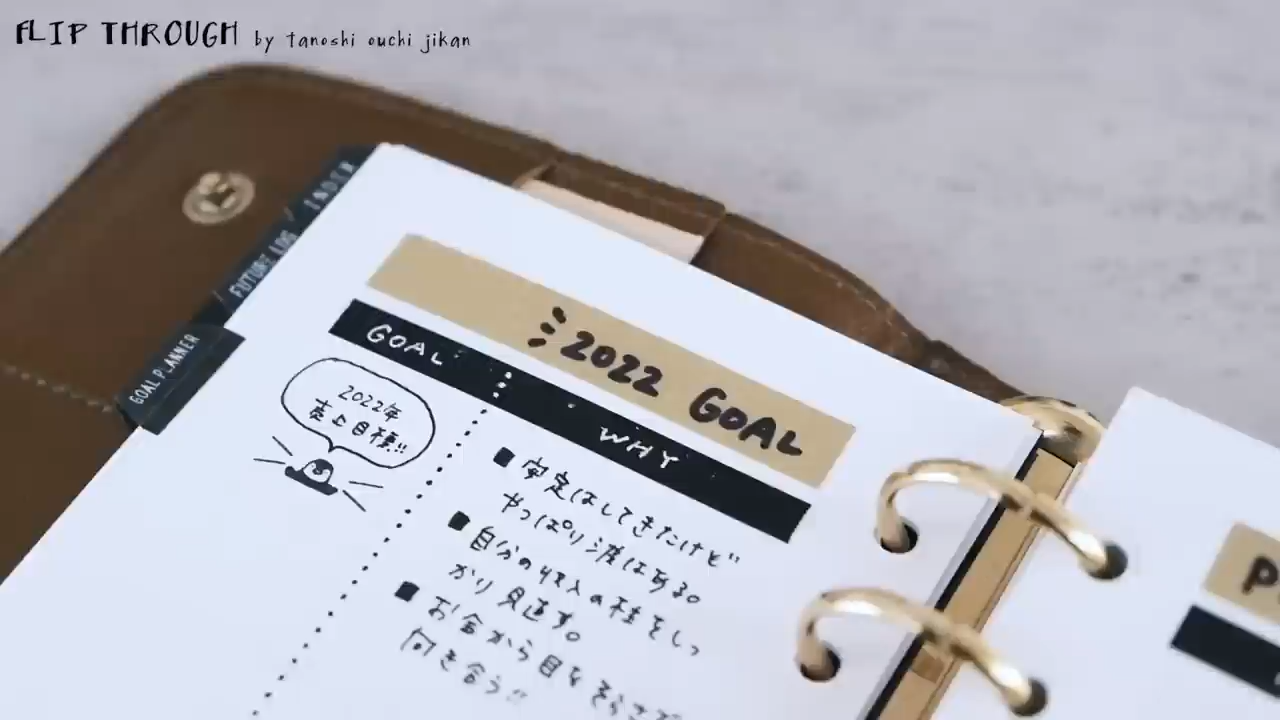 FLIP THROUGH by tanoshi ouchi jikan
INDEX
FUTURE LOG
GOAL PLANNER
2022 GOAL
GOAL
WHY
2022年
売上目標!!
安定はしてきたけど
やっぱり波はある。
自分の収入の柱をしっ
かり見直す。
お金から目をそらさず
向き合う!!
P